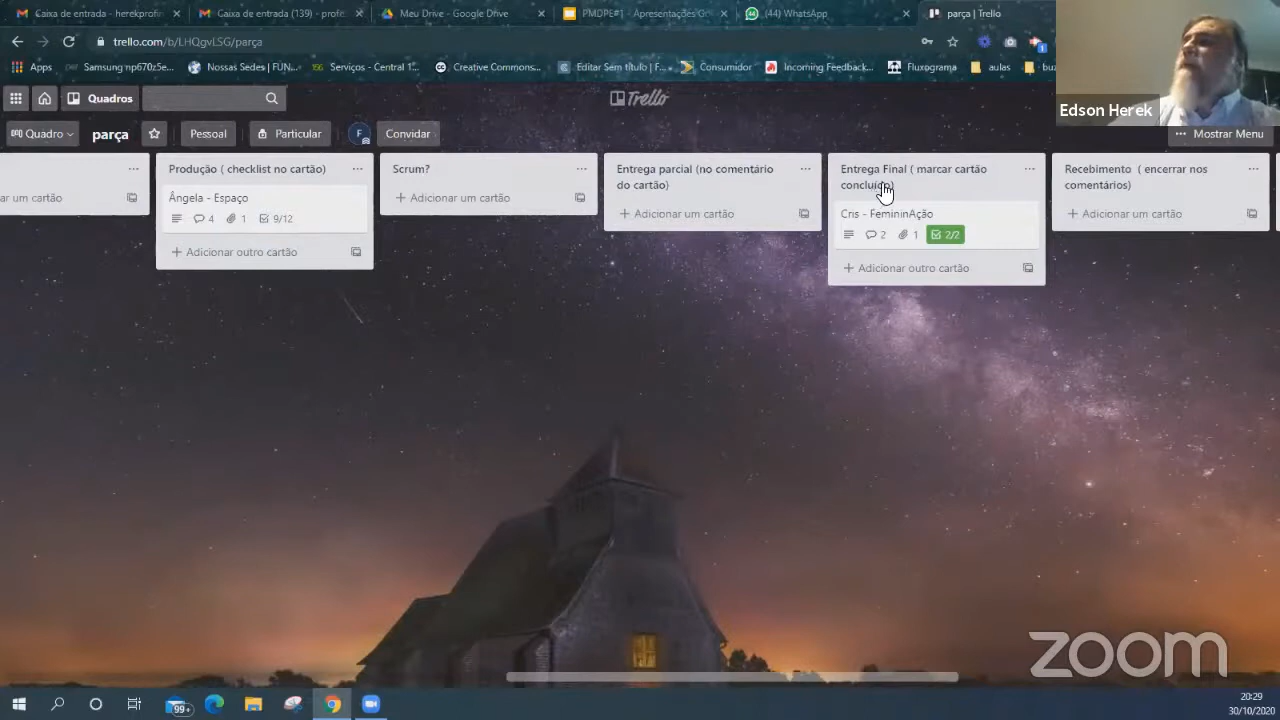 Caixa de entrada - herekprofi
Caixa de entrada (139) - profe
Meu Drive - Google Drive
(44) WhatsApp
parça | Trello
trello.com/b/LHQgvLSG/parça
Apps
Samsung np670z5e...
Nossas Sedes | FUN...
Serviços - Central 1...
Creative Commons...
Editar Sem título | F...
Consumidor
Incoming Feedback...
Fluxograma
aulas
Edson Herek
Quadros
Trello
Quadro
parça
Pessoal
Particular
F
Convidar
Mostrar Menu
ar um cartão
Produção ( checklist no cartão)
Ângela - Espaço
4
1
9/12
+ Adicionar outro cartão
Scrum?
+ Adicionar um cartão
Entrega parcial (no comentário
do cartão)
+ Adicionar um cartão
Entrega Final ( marcar cartão
concluído)
Cris - FemininAção
2
1
2/2
+ Adicionar outro cartão
Recebimento ( encerrar nos
comentários)
+ Adicionar um cartão
zoom
99+
20:29
30/10/2020